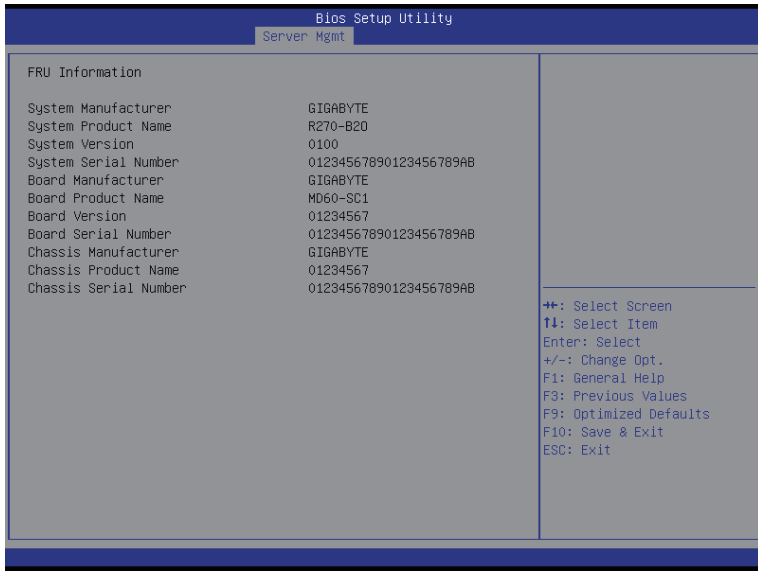 Bios Setup Utility
Server Mgmt
FRU Information
System Manufacturer GIGABYTE
System Product Name R270-B20
System Version 0100
System Serial Number 01234567890123456789AB
Board Manufacturer GIGABYTE
Board Product Name MD60-SC1
Board Version 01234567
Board Serial Number 01234567890123456789AB
Chassis Manufacturer GIGABYTE
Chassis Product Name 01234567
Chassis Serial Number 01234567890123456789AB
→←: Select Screen
↑↓: Select Item
Enter: Select
+/-: Change Opt.
F1: General Help
F3: Previous Values
F9: Optimized Defaults
F10: Save & Exit
ESC: Exit